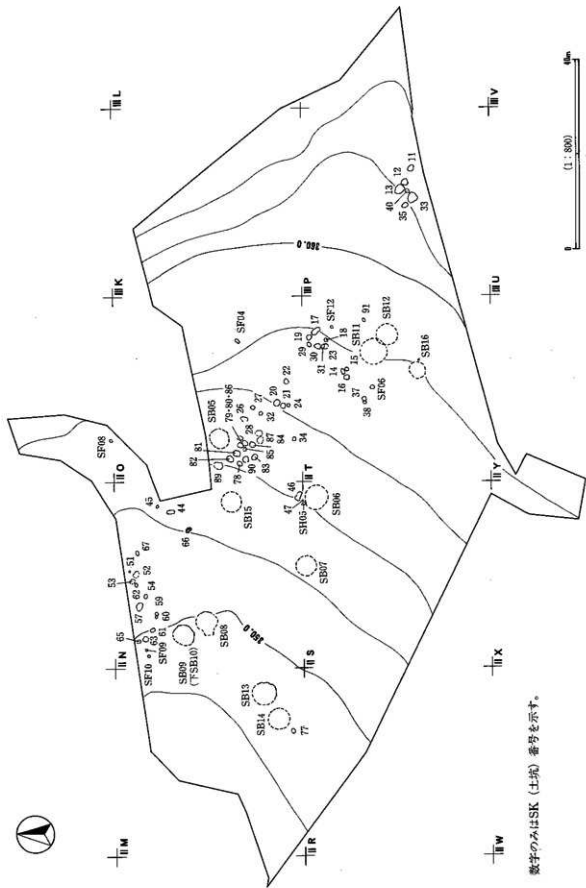 III L
III K
II O
II N
II M
III P
II T
II S
II R
III V
III U
II Y
II X
II W
SF08
SF04
360.0
350.0
45
44
66
51
67
53
52
62
54
57
59
60
65
61
63
SF10
SF09
SB09
(下SB10)
SB08
SB13
SB14
77
SB05
79・80・86
81
82
89
78
26
27
28
32
87
84
85
90
83
34
20
22
21
24
SB15
46
47
SH05
SB06
SB07
19
29
17
30
31
23
18
SF12
14
16
15
SB11
91
SB12
37
38
SF06
SB16
40
13
12
11
35
33
40m
(1:800)
数字のみはSK（土坑）番号を示す。